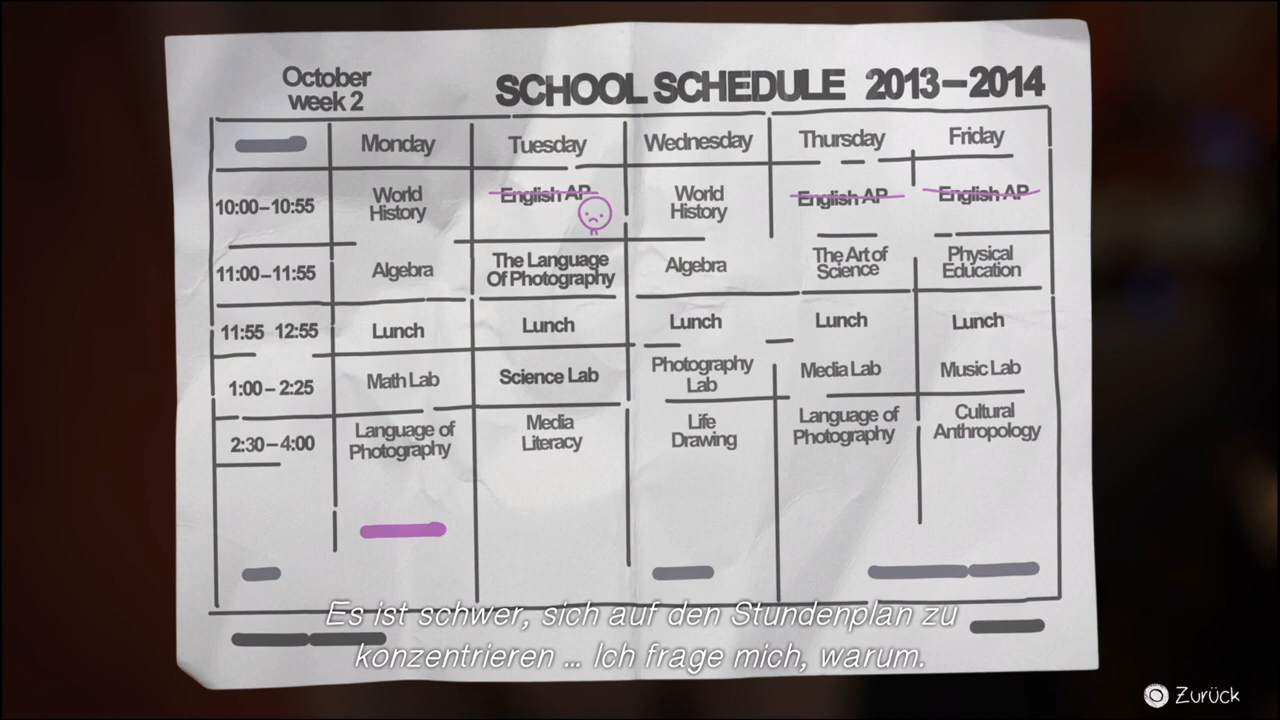 October
week 2
SCHOOL SCHEDULE 2013-2014
Monday Tuesday Wednesday Thursday Friday
10:00-10:55
World
History
English AP
World
History
English AP
English AP
11:00-11:55
Algebra
The Language
Of Photography
Algebra
The Art of
Science
Physical
Education
11:55 12:55
Lunch
Lunch
Lunch
Lunch
Lunch
1:00-2:25
Math Lab
Science Lab
Photography
Lab
Media Lab
Music Lab
2:30-4:00
Language of
Photography
Media
Literacy
Life
Drawing
Language of
Photography
Cultural
Anthropology
Es ist schwer, sich auf den Stundenplan zu
konzentrieren ... Ich frage mich, warum.
Zurück